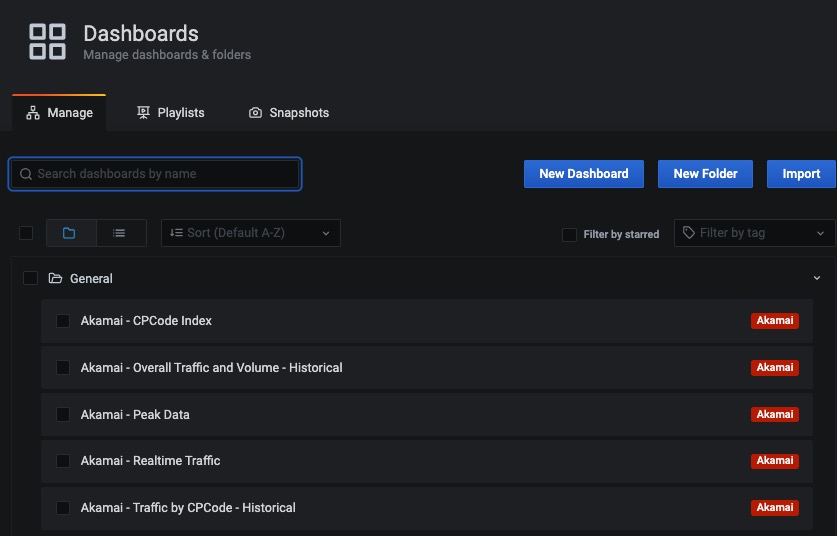 Dashboards
Manage dashboards & folders
Manage Playlists Snapshots
Search dashboards by name New Dashboard New Folder Import
Sort (Default A-Z) Filter by starred Filter by tag
General
Akamai - CPCode Index Akamai
Akamai - Overall Traffic and Volume - Historical Akamai
Akamai - Peak Data Akamai
Akamai - Realtime Traffic Akamai
Akamai - Traffic by CPCode - Historical Akamai